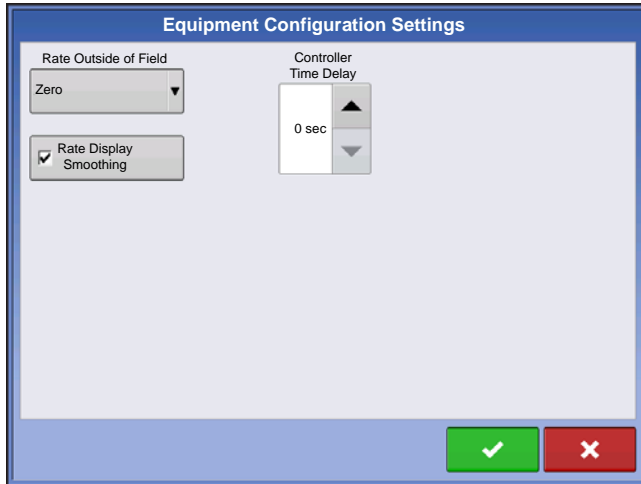 Equipment Configuration Settings
Rate Outside of Field
Zero
Rate Display
Smoothing
Controller
Time Delay
0 sec